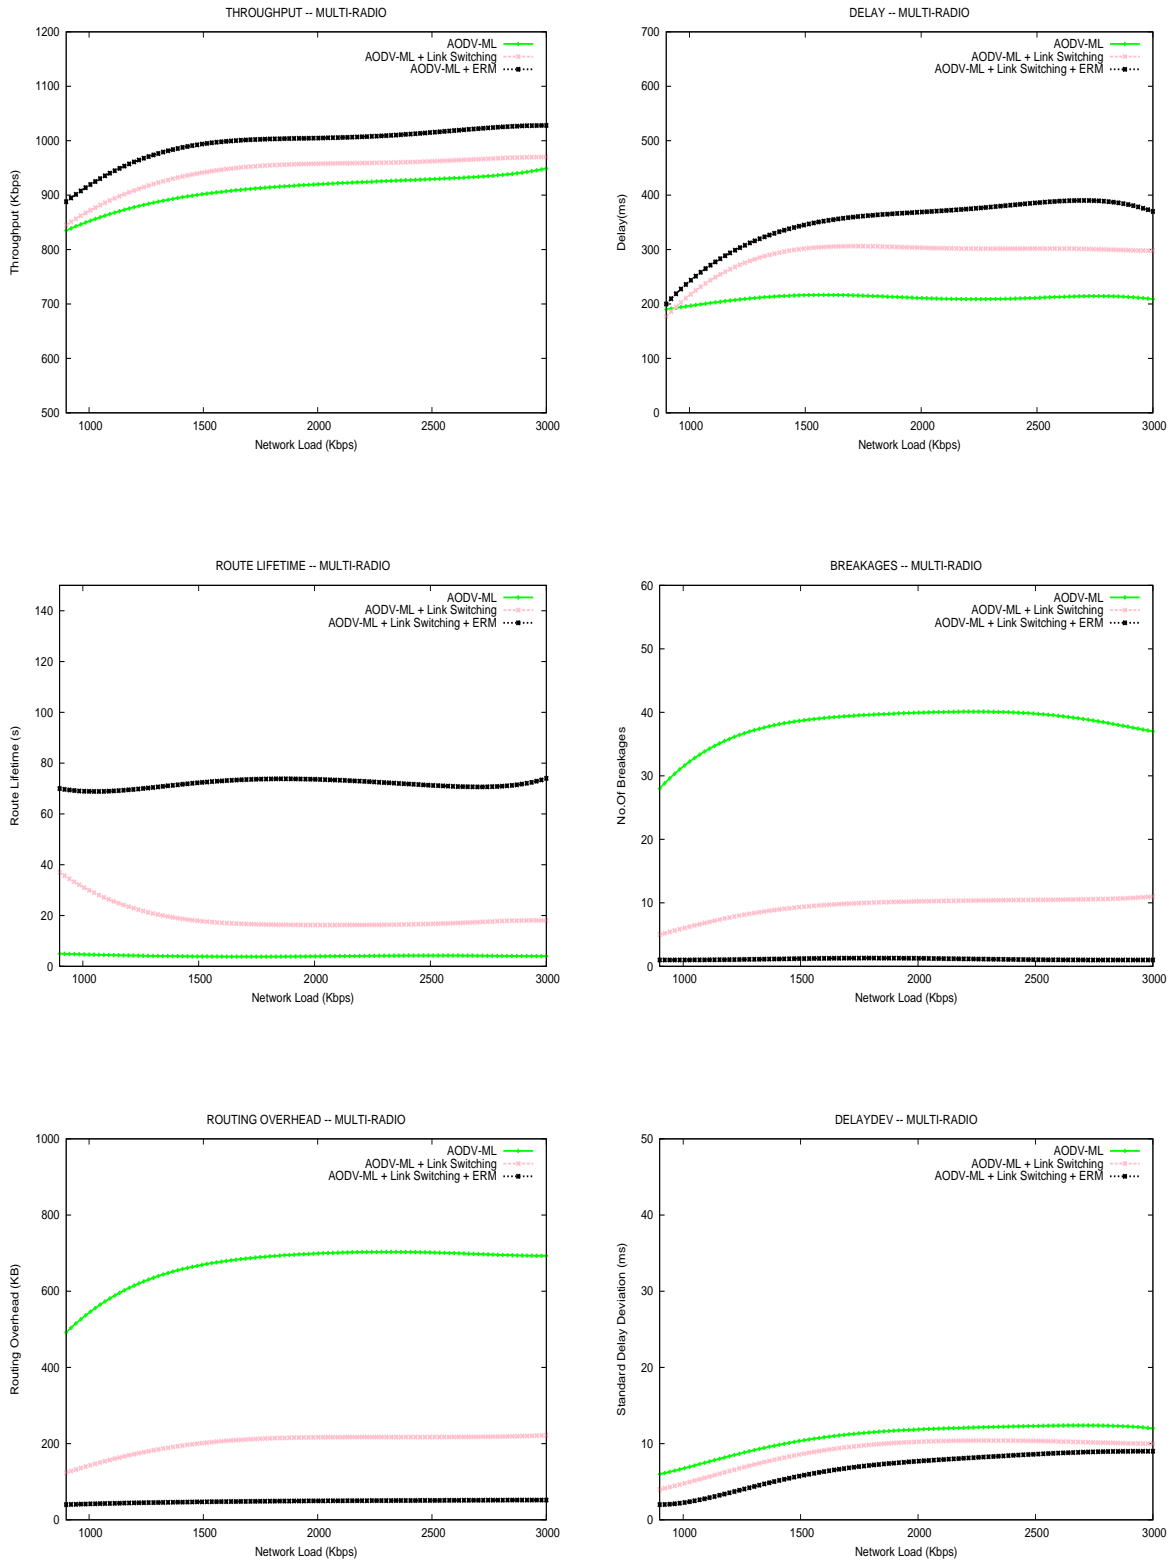 THROUGHPUT -- MULTI-RADIO
1200
1100
1000
900
800
700
600
500
Throughput (Kbps)
AODV-ML
AODV-ML + Link Switching
AODV-ML + ERM
1000 1500 2000 2500 3000
Network Load (Kbps)
DELAY -- MULTI-RADIO
700
600
500
400
300
200
100
0
Delay(ms)
AODV-ML
AODV-ML + Link Switching
AODV-ML + Link Switching + ERM
1000 1500 2000 2500 3000
Network Load (Kbps)
ROUTE LIFETIME -- MULTI-RADIO
140
120
100
80
60
40
20
0
Route Lifetime (s)
AODV-ML
AODV-ML + Link Switching
AODV-ML + Link Switching + ERM
1000 1500 2000 2500 3000
Network Load (Kbps)
BREAKAGES -- MULTI-RADIO
60
50
40
30
20
10
0
No.Of Breakages
AODV-ML
AODV-ML + Link Switching
AODV-ML + Link Switching + ERM
1000 1500 2000 2500 3000
Network Load (Kbps)
ROUTING OVERHEAD -- MULTI-RADIO
1000
800
600
400
200
0
Routing Overhead (KB)
AODV-ML
AODV-ML + Link Switching
AODV-ML + Link Switching + ERM
1000 1500 2000 2500 3000
Network Load (Kbps)
DELAYDEV -- MULTI-RADIO
50
40
30
20
10
0
Standard Delay Deviation (ms)
AODV-ML
AODV-ML + Link Switching
AODV-ML + Link Switching + ERM
1000 1500 2000 2500 3000
Network Load (Kbps)